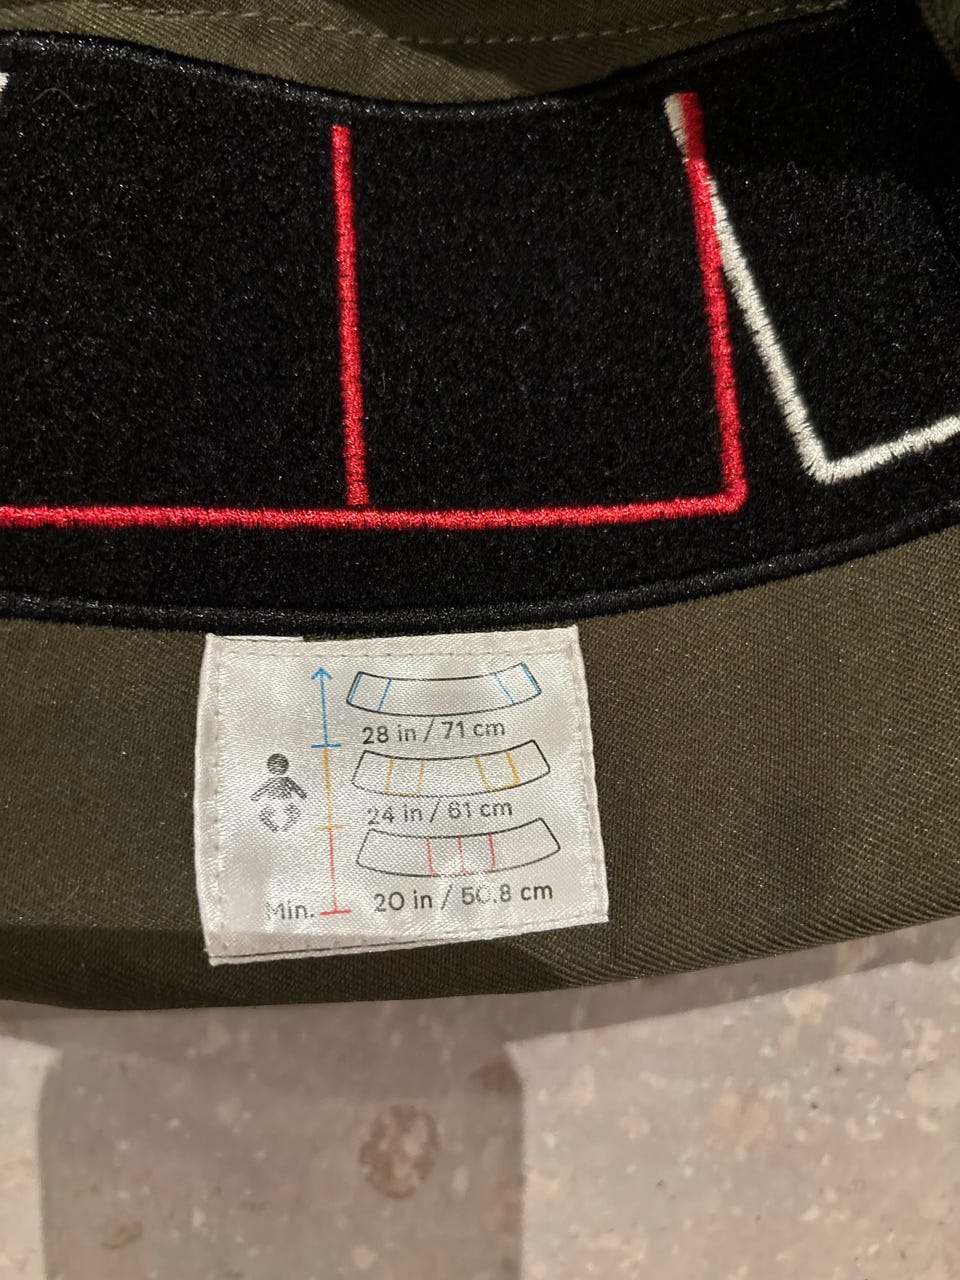 28 in / 71 cm
24 in / 61 cm
Min. 20 in / 50.8 cm